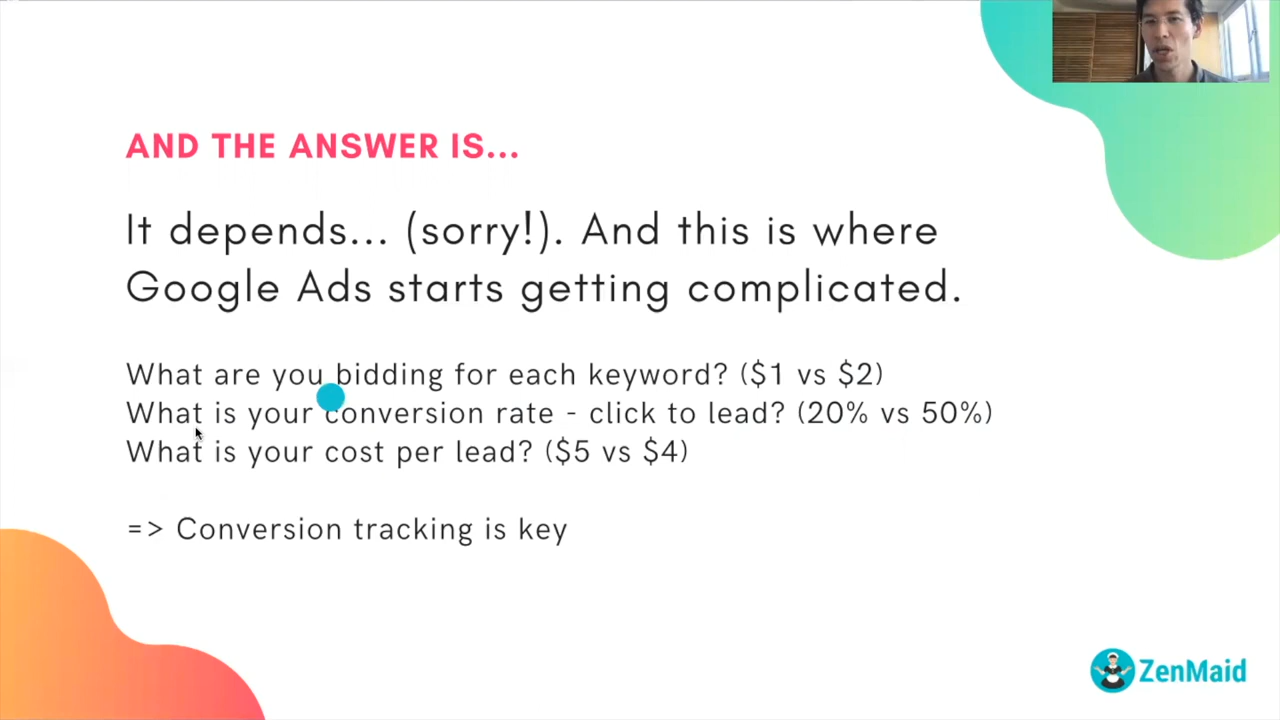 AND THE ANSWER IS...
It depends... (sorry!). And this is where
Google Ads starts getting complicated.
What are you bidding for each keyword? ($1 vs $2)
What is your conversion rate - click to lead? (20% vs 50%)
What is your cost per lead? ($5 vs $4)
=> Conversion tracking is key
ZenMaid